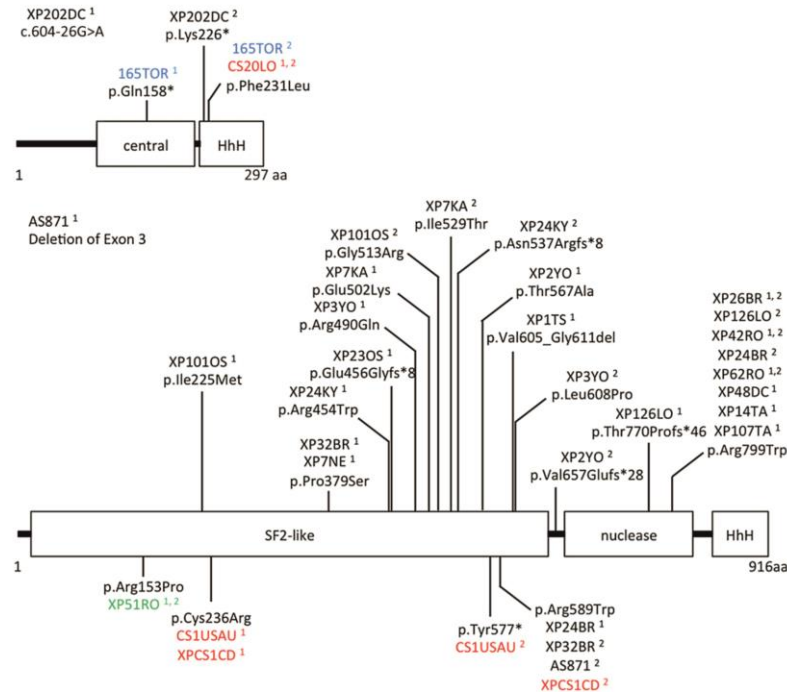 XP202DC 1
c.604-26G>A
XP202DC 2
p.Lys226*
165TOR 2
CS20LO 1, 2
p.Phe231Leu
165TOR 1
p.Gln158*
central
HhH
1
297 aa
AS871 1
Deletion of Exon 3
XP7KA 2
p.Ile529Thr
XP24KY 2
p.Asn537Argfs*8
XP101OS 2
p.Gly513Arg
XP7KA 1
p.Glu502Lys
XP2YO 1
p.Thr567Ala
XP3YO 1
p.Arg490Gln
XP1TS 1
p.Val605_Gly611del
XP26BR 1, 2
XP126LO 2
XP42RO 1, 2
XP24BR 2
XP62RO 1,2
XP48DC 1
XP14TA 1
XP107TA 1
p.Arg799Trp
XP101OS 1
p.Ile225Met
XP23OS 1
p.Glu456Glyfs*8
XP24KY 1
p.Arg454Trp
XP3YO 2
p.Leu608Pro
XP126LO 1
p.Thr770Profs*46
XP32BR 1
XP7NE 1
p.Pro379Ser
XP2YO 2
p.Val657Glufs*28
SF2-like
nuclease
HhH
1
916aa
p.Arg153Pro
XP51RO 1, 2
p.Cys236Arg
CS1USAU 1
XPCS1CD 1
p.Tyr577*
CS1USAU 2
p.Arg589Trp
XP24BR 1
XP32BR 2
AS871 2
XPCS1CD 2